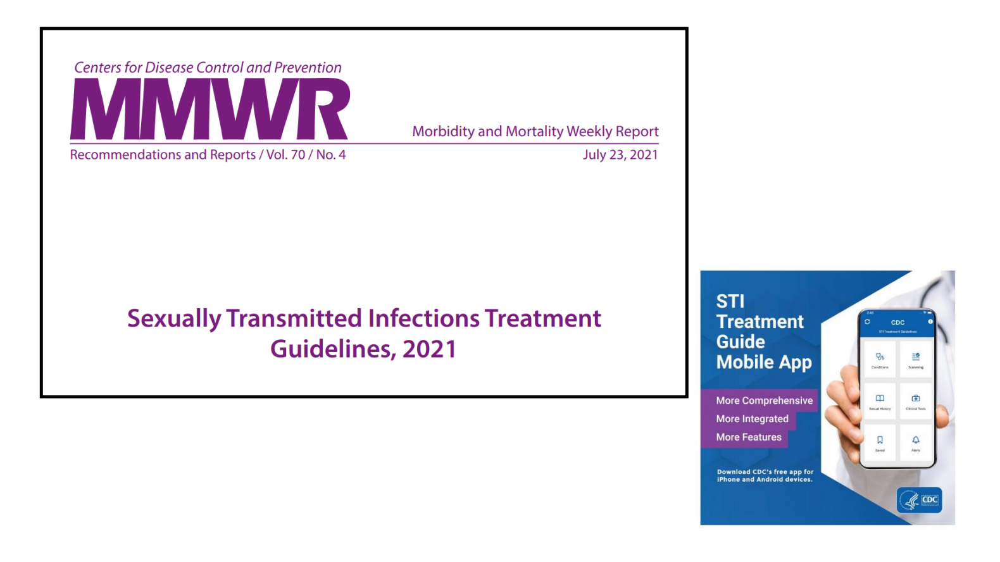 Centers for Disease Control and Prevention
MMWR
Morbidity and Mortality Weekly Report
Recommendations and Reports / Vol. 70 / No. 4
July 23, 2021
Sexually Transmitted Infections Treatment
Guidelines, 2021
STI
Treatment
Guide
Mobile App
More Comprehensive
More Integrated
More Features
Download CDC's free app for
iPhone and Android devices.
3:45
CDC
STI Treatment Guidelines
Conditions
Screening
Sexual History
Clinical Tools
Saved
Alerts
CDC